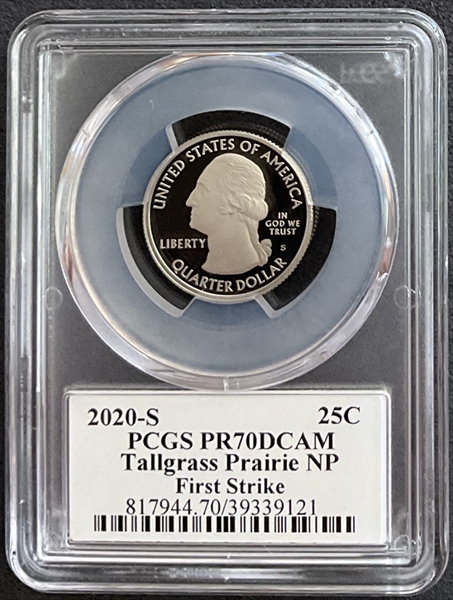 UNITED STATES OF AMERICA
IN
GOD WE
TRUST
LIBERTY
S
QUARTER DOLLAR
2020-S 25C
PCGS PR70DCAM
Tallgrass Prairie NP
First Strike
817944.70/39339121